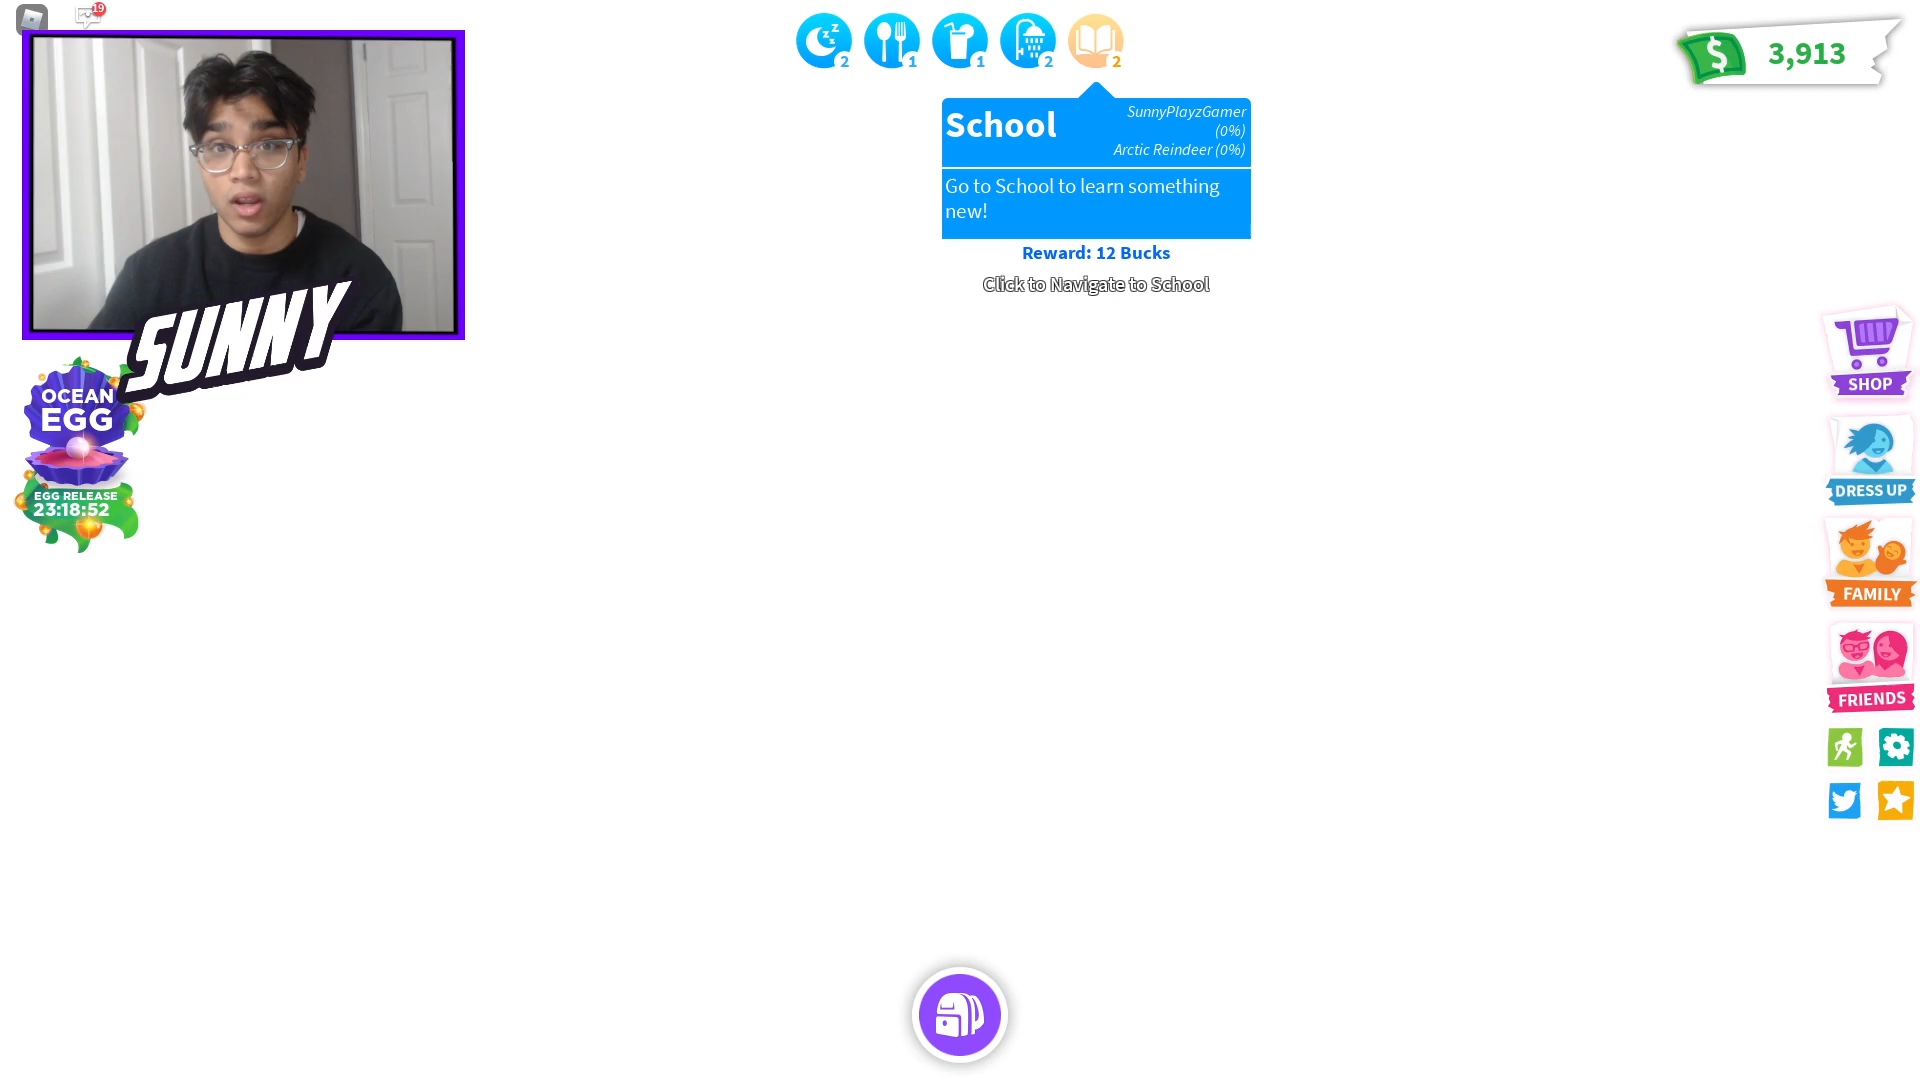 19
2
1
1
2
2
3,913
School
SunnyPlayzGamer
(0%)
Arctic Reindeer (0%)
Go to School to learn something
new!
Reward: 12 Bucks
Click to Navigate to School
SUNNY
OCEAN
EGG
EGG RELEASE
23:18:52
SHOP
DRESS UP
FAMILY
FRIENDS